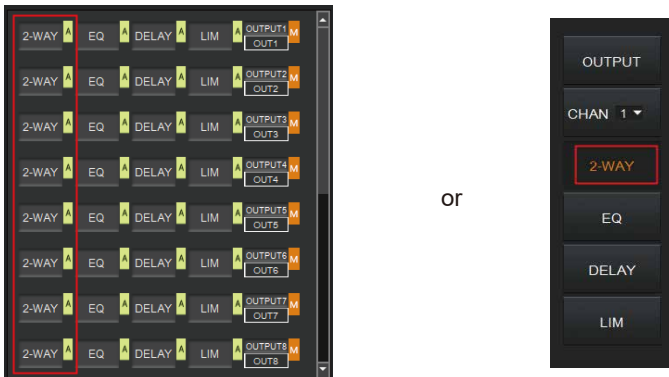 2-WAY A EQ A DELAY A LIM A OUTPUT1 M
OUT1
2-WAY A EQ A DELAY A LIM A OUTPUT2 M
OUT2
2-WAY A EQ A DELAY A LIM A OUTPUT3 M
OUT3
2-WAY A EQ A DELAY A LIM A OUTPUT4 M
OUT4
2-WAY A EQ A DELAY A LIM A OUTPUT5 M
OUT5
2-WAY A EQ A DELAY A LIM A OUTPUT6 M
OUT6
2-WAY A EQ A DELAY A LIM A OUTPUT7 M
OUT7
2-WAY A EQ A DELAY A LIM A OUTPUT8 M
OUT8
or
OUTPUT
CHAN 1
2-WAY
EQ
DELAY
LIM